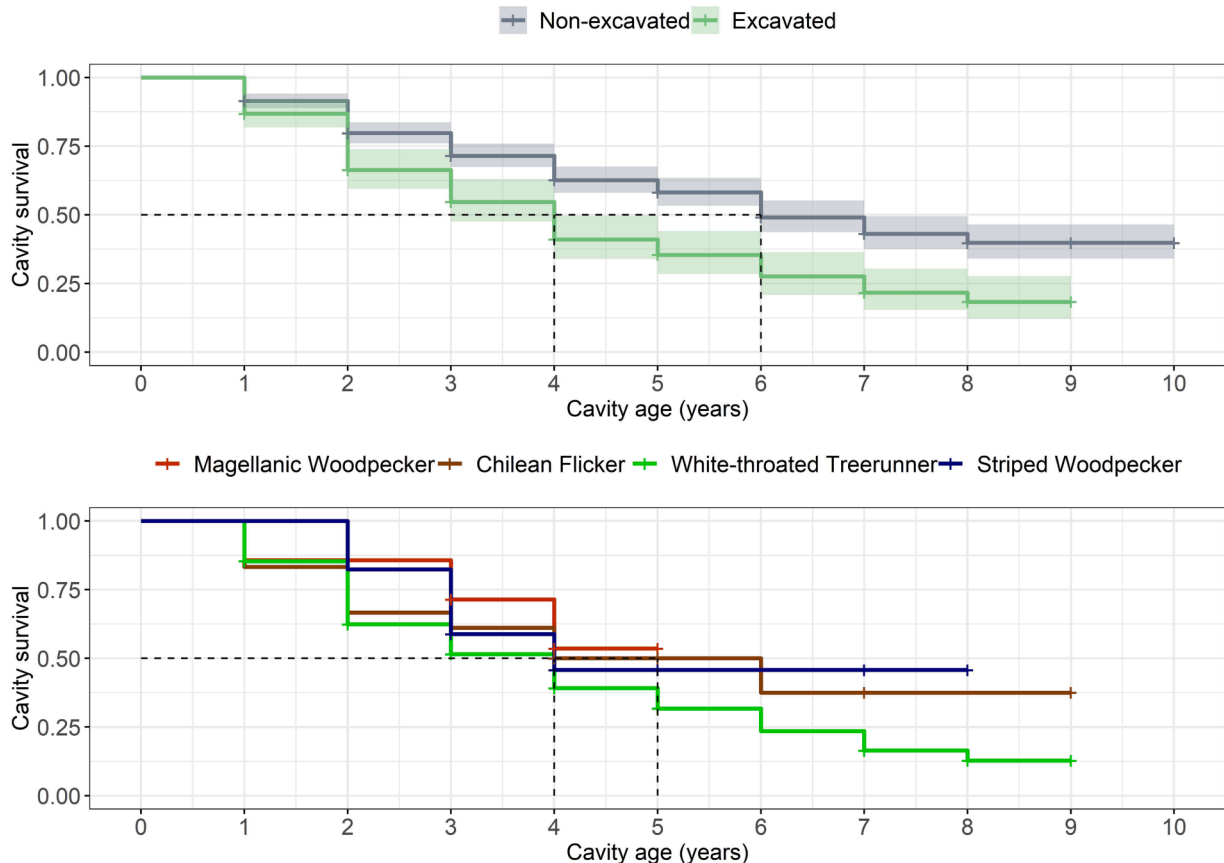 Non-excavated Excavated
1.00
0.75
0.50
0.25
0.00
Cavity survival
0 1 2 3 4 5 6 7 8 9 10
Cavity age (years)
Magellanic Woodpecker Chilean Flicker White-throated Treerunner Striped Woodpecker
1.00
0.75
0.50
0.25
0.00
Cavity survival
0 1 2 3 4 5 6 7 8 9 10
Cavity age (years)